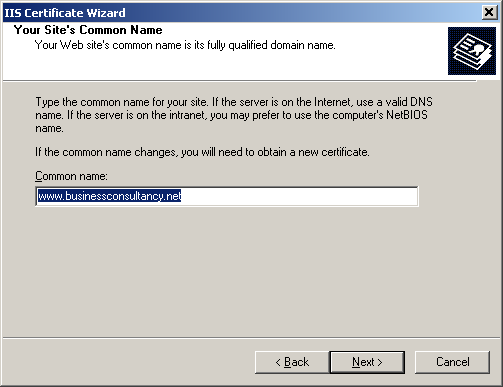 IIS Certificate Wizard
Your Site's Common Name
Your Web site's common name is its fully qualified domain name.
Type the common name for your site. If the server is on the Internet, use a valid DNS
name. If the server is on the intranet, you may prefer to use the computer's NetBIOS
name.
If the common name changes, you will need to obtain a new certificate.
Common name:
www.businessconsultancy.net
< Back
Next >
Cancel